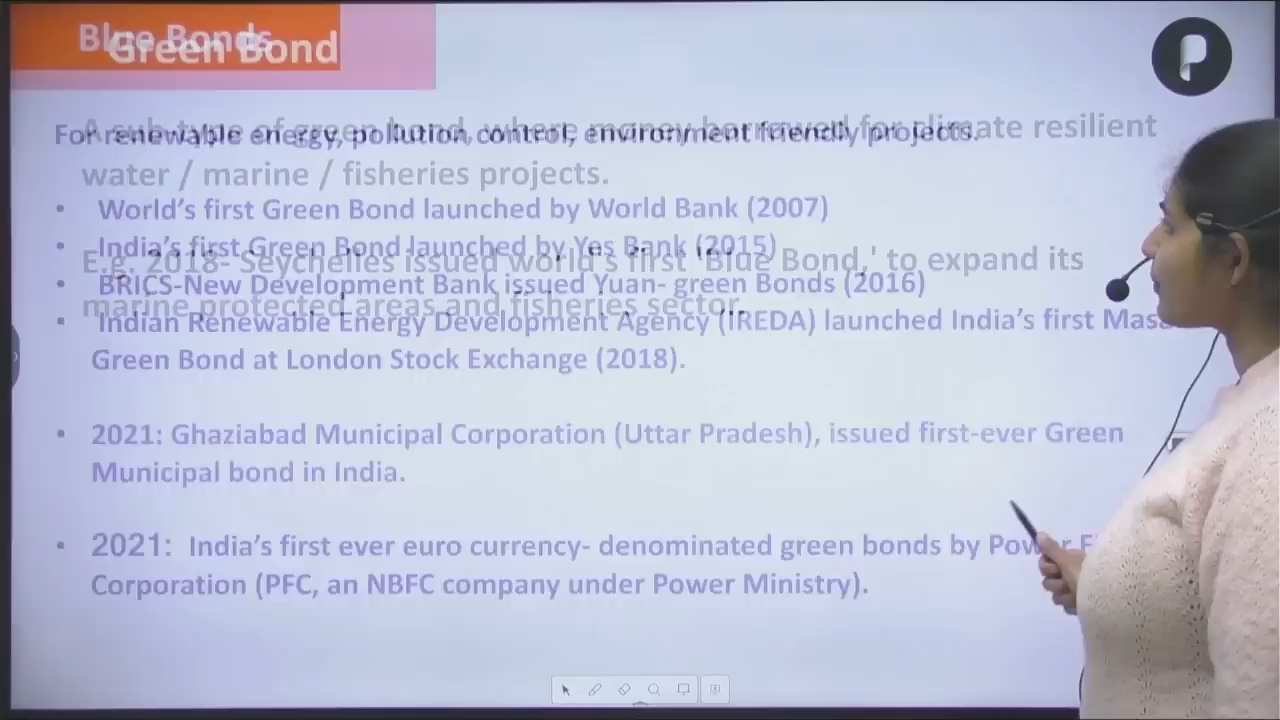 Blue Bonds
Green Bond
For renewable energy, pollution control, environment friendly projects.
A sub-type of green bond, where money borrowed for climate resilient
water / marine / fisheries projects.
• World's first Green Bond launched by World Bank (2007)
• India's first Green Bond launched by Yes Bank (2015)
E.g. 2018- Seychelles issued world's first 'Blue Bond,' to expand its
• BRICS-New Development Bank issued Yuan- green Bonds (2016)
marine protected areas and fisheries sector.
• Indian Renewable Energy Development Agency (IREDA) launched India's first
Green Bond at London Stock Exchange (2018).
• 2021: Ghaziabad Municipal Corporation (Uttar Pradesh), issued first-ever Green
Municipal bond in India.
• 2021: India's first ever euro currency- denominated green bonds by Power
Corporation (PFC, an NBFC company under Power Ministry).